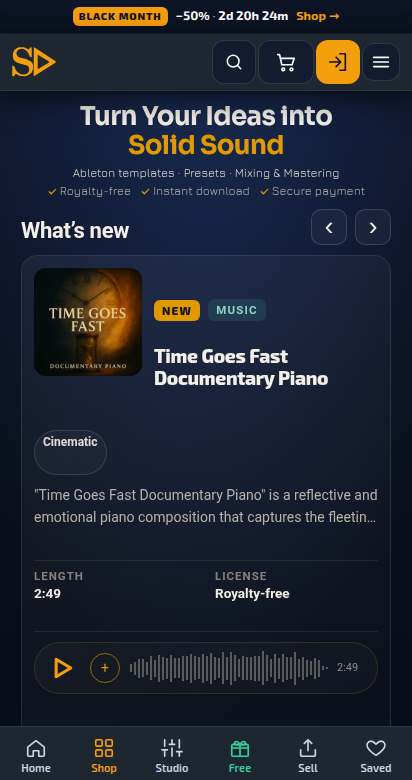 BLACK MONTH −50% · 2d 20h 24m Shop →
S
Turn Your Ideas into
Solid Sound
Ableton templates · Presets · Mixing & Mastering
✓ Royalty-free ✓ Instant download ✓ Secure payment
What's new
TIME GOES
FAST
DOCUMENTARY PIANO
NEW MUSIC
Time Goes Fast
Documentary Piano
Cinematic
"Time Goes Fast Documentary Piano" is a reflective and
emotional piano composition that captures the fleetin…
LENGTH LICENSE
2:49 Royalty-free
2:49
Home Shop Studio Free Sell Saved